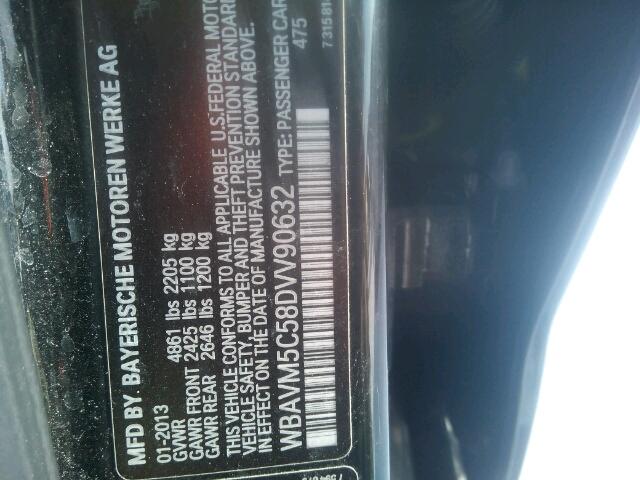 MFD BY. BAYERISCHE MOTOREN WERKE AG
01-2013
GVWR 4861 lbs 2205 kg
GAWR FRONT 2425 lbs 1100 kg
GAWR REAR 2646 lbs 1200 kg
THIS VEHICLE CONFORMS TO ALL APPLICABLE U.S. FEDERAL MOTO
VEHICLE SAFETY, BUMPER AND THEFT PREVENTION STANDARD
IN EFFECT ON THE DATE OF MANUFACTURE SHOWN ABOVE.
WBAVM5C58DVV90632 TYPE: PASSENGER CAR
475